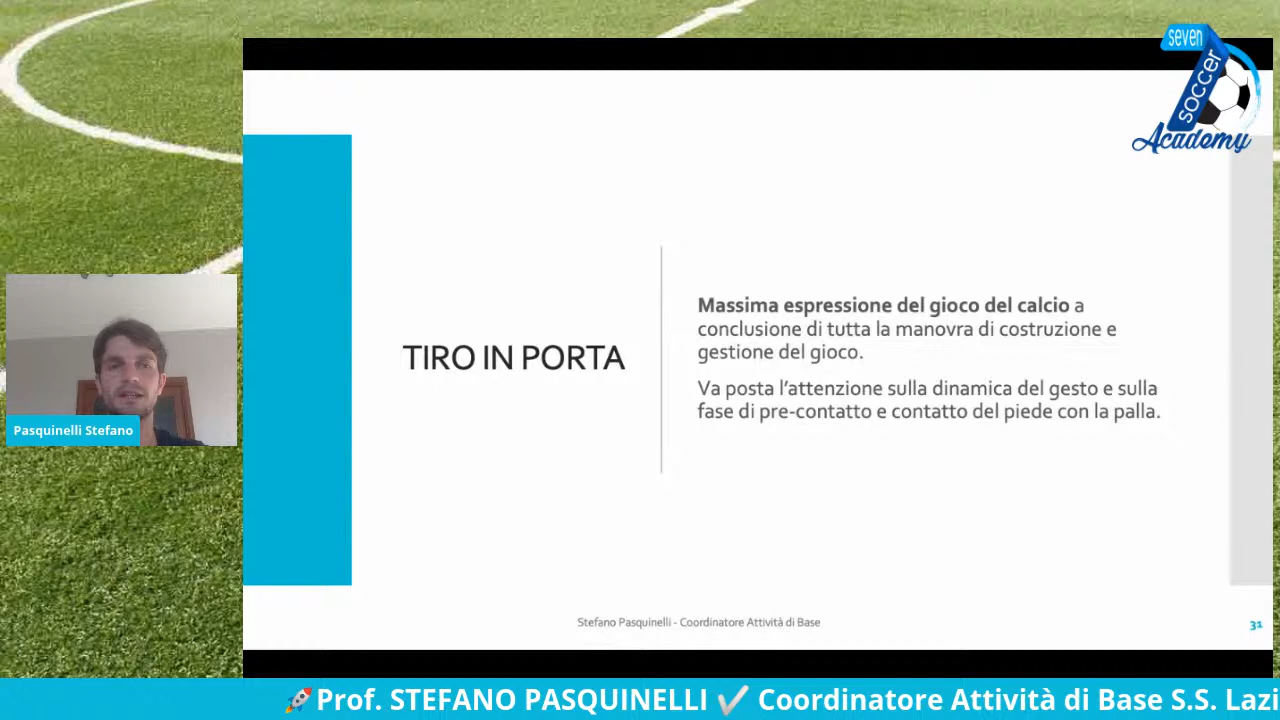 seven
SOCCER
Academy
TIRO IN PORTA
Massima espressione del gioco del calcio a
conclusione di tutta la manovra di costruzione e
gestione del gioco.
Va posta l’attenzione sulla dinamica del gesto e sulla
fase di pre-contatto e contatto del piede con la palla.
Pasquinelli Stefano
Stefano Pasquinelli - Coordinatore Attività di Base
31
🚀Prof. STEFANO PASQUINELLI ✔️ Coordinatore Attività di Base S.S. Lazi